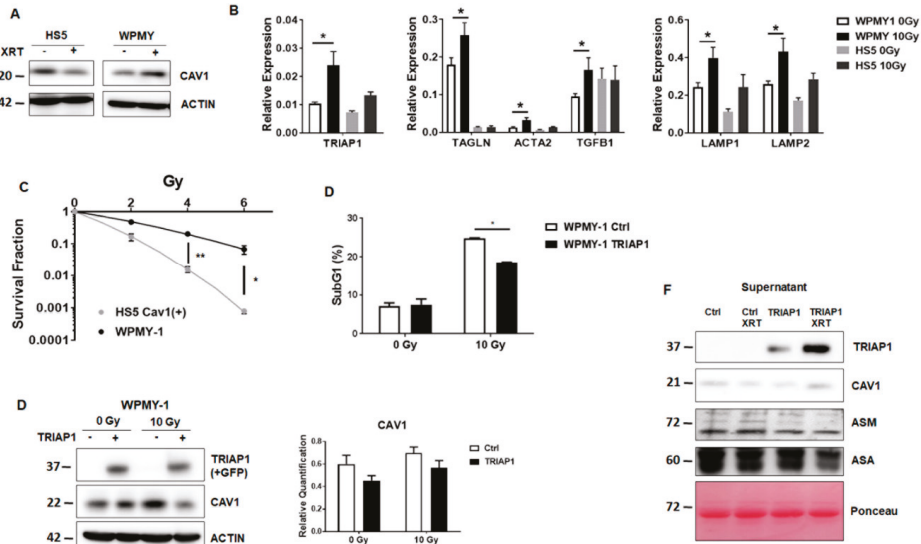 A
HS5
WPMY
XRT - + - +
20 CAV1
42 ACTIN
B
Relative Expression
0.04
0.03
0.02
0.01
0.00
*
TRIAP1
Relative Expression
0.3
0.2
0.1
0.0
*
*
*
TAGLN ACTA2 TGFB1
Relative Expression
0.6
0.4
0.2
0.0
*
*
LAMP1 LAMP2
WPMY1 0Gy
WPMY 10Gy
HS5 0Gy
HS5 10Gy
C
Gy
0 2 4 6
Survival Fraction
1
0.1
0.01
0.001
0.0001
**
*
HS5 Cav1(+)
WPMY-1
D
SubG1 (%)
30
20
10
0
*
0 Gy 10 Gy
WPMY-1 Ctrl
WPMY-1 TRIAP1
D
WPMY-1
0 Gy 10 Gy
TRIAP1 - + - +
37 TRIAP1
(+GFP)
22 CAV1
42 ACTIN
CAV1
Relative Quantification
0.8
0.6
0.4
0.2
0.0
0 Gy 10 Gy
Ctrl
TRIAP1
F
Supernatant
Ctrl Ctrl XRT TRIAP1 TRIAP1 XRT
37 TRIAP1
21 CAV1
72 ASM
60 ASA
72 Ponceau